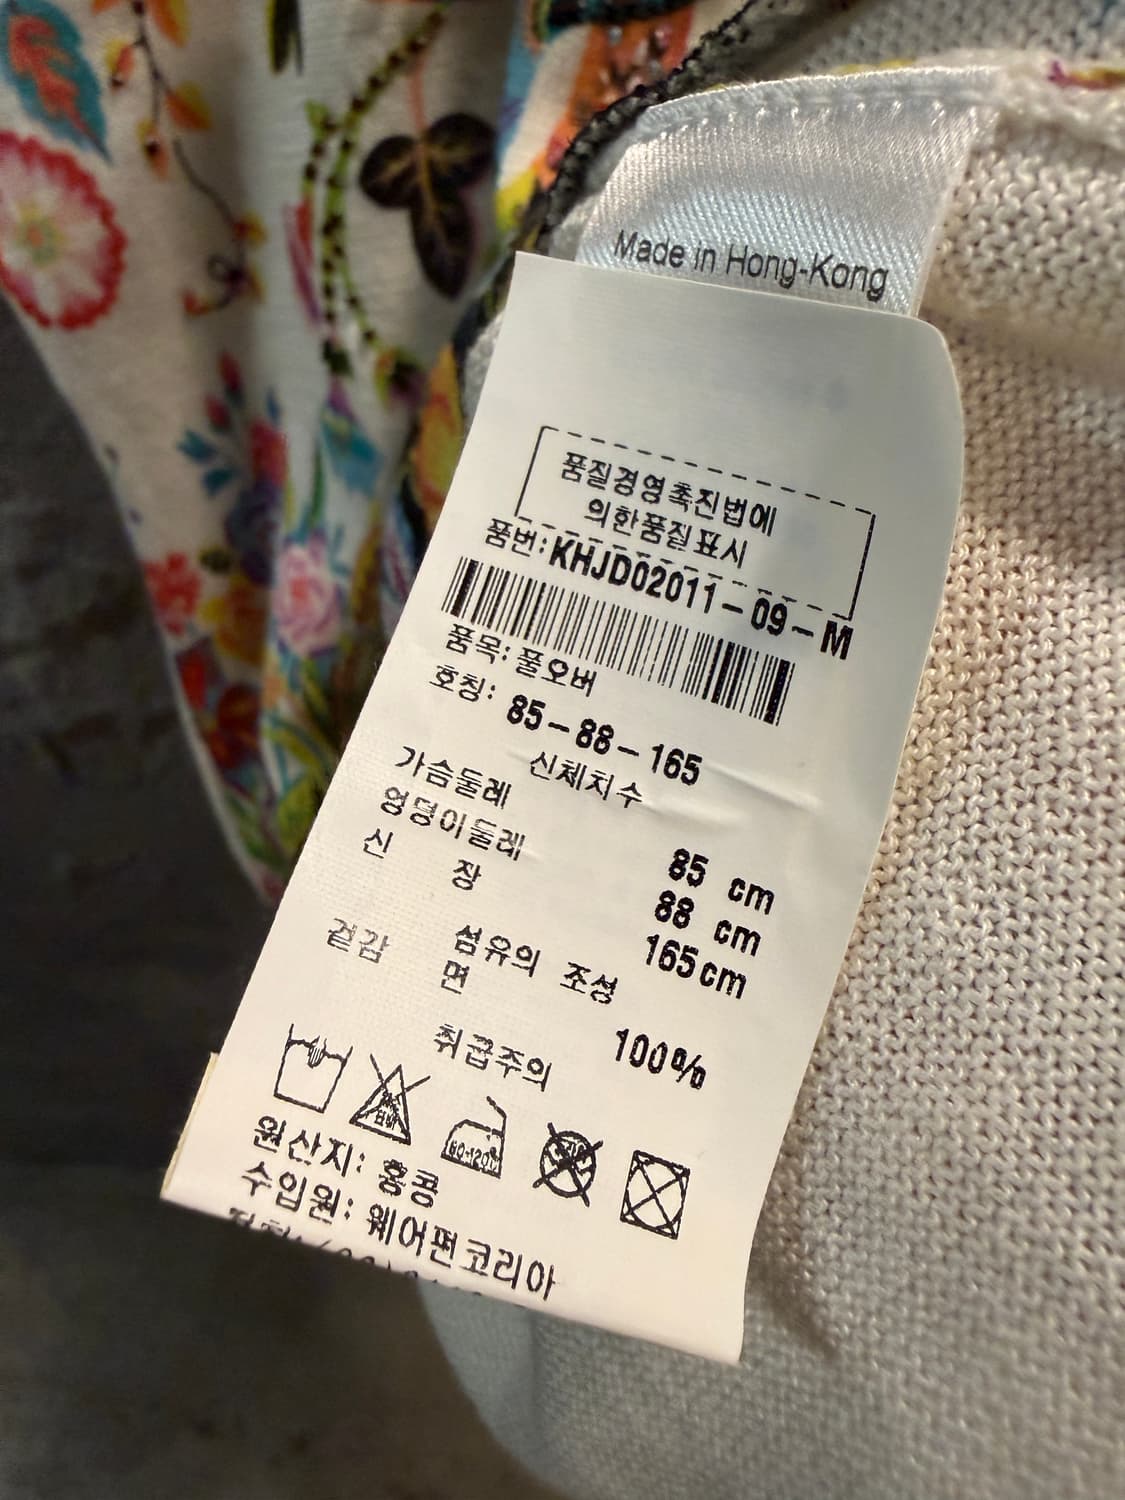 Made in Hong-Kong
품질경영촉진법에
의한품질표시
품번:KHJD02011-09-M
품목:풀오버
호칭: 85-88-165
신체치수
가슴둘레 85 cm
엉덩이둘레 88 cm
신 장 165cm
섬유의 조성
겉감 면 100%
취급주의
원산지: 홍콩
수입원: 웨어펀코리아